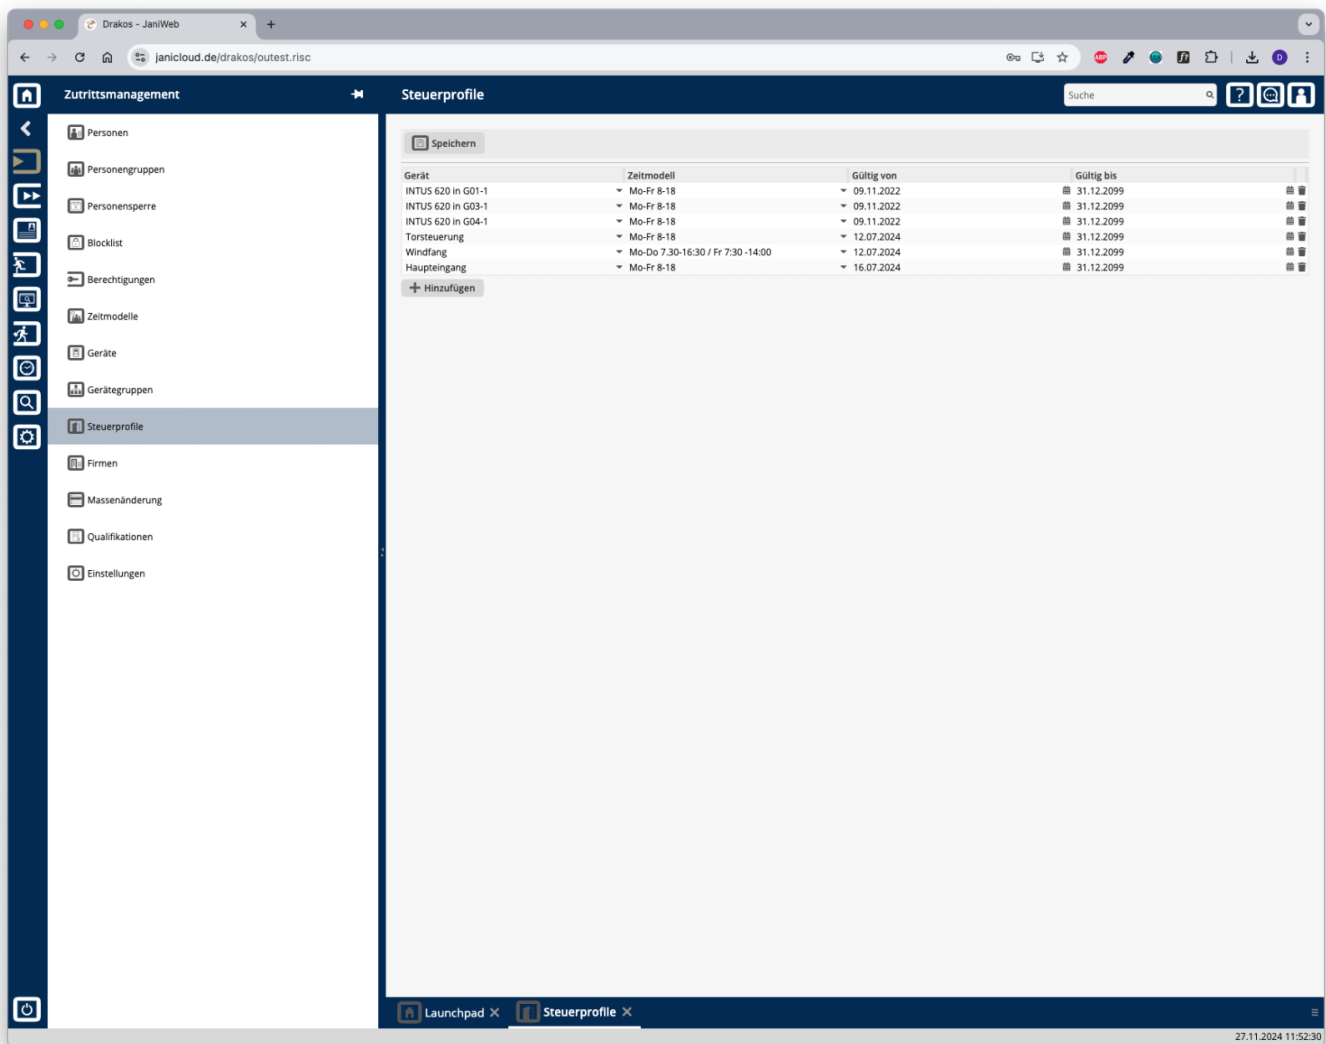 Drakos - JaniWeb
janicloud.de/drakos/outest.risc
ABP
D
Zutrittsmanagement
Steuerprofile
Suche
Personen
Personengruppen
Personensperre
Blocklist
Berechtigungen
Zeitmodelle
Geräte
Gerätegruppen
Steuerprofile
Firmen
Massenänderung
Qualifikationen
Einstellungen
Speichern
Gerät Zeitmodell Gültig von Gültig bis
INTUS 620 in G01-1 Mo-Fr 8-18 09.11.2022 31.12.2099
INTUS 620 in G03-1 Mo-Fr 8-18 09.11.2022 31.12.2099
INTUS 620 in G04-1 Mo-Fr 8-18 09.11.2022 31.12.2099
Torsteuerung Mo-Fr 8-18 12.07.2024 31.12.2099
Windfang Mo-Do 7.30-16:30 / Fr 7:30 -14:00 12.07.2024 31.12.2099
Haupteingang Mo-Fr 8-18 16.07.2024 31.12.2099
Hinzufügen
Launchpad
Steuerprofile
27.11.2024 11:52:30